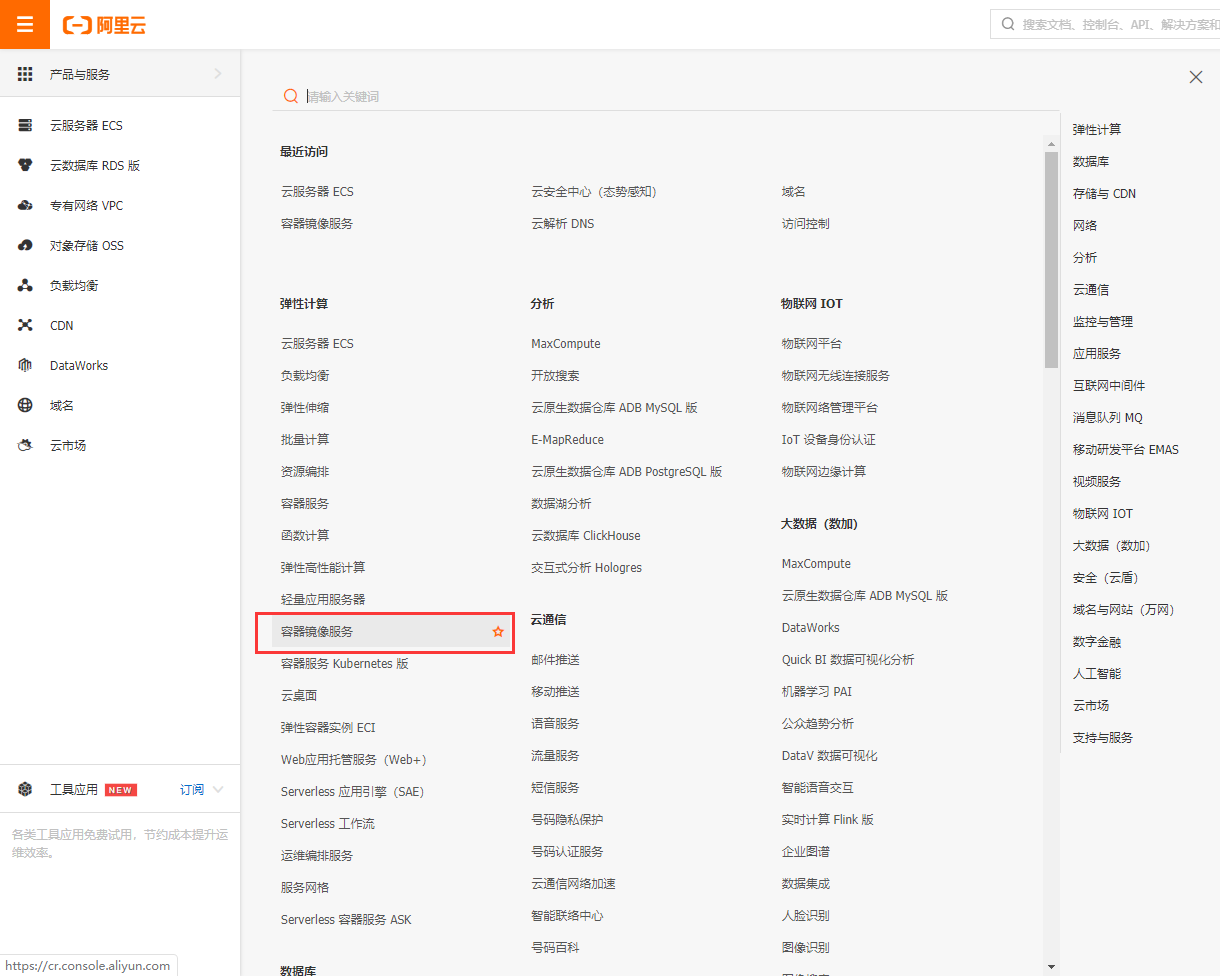 阿里云
搜索文档、控制台、API、解决方案和
产品与服务
云服务器 ECS
云数据库 RDS 版
专有网络 VPC
对象存储 OSS
负载均衡
CDN
DataWorks
域名
云市场
工具应用 NEW 订阅
各类工具应用免费试用，节约成本提升运
维效率。
https://cr.console.aliyun.com
请输入关键词
最近访问
云服务器 ECS
云安全中心（态势感知）
域名
容器镜像服务
云解析 DNS
访问控制
弹性计算
云服务器 ECS
负载均衡
弹性伸缩
批量计算
资源编排
容器服务
函数计算
弹性高性能计算
轻量应用服务器
容器镜像服务
容器服务 Kubernetes 版
云桌面
弹性容器实例 ECI
Web应用托管服务（Web+）
Serverless 应用引擎（SAE）
Serverless 工作流
运维编排服务
服务网格
Serverless 容器服务 ASK
数据库
分析
MaxCompute
开放搜索
云原生数据仓库 ADB MySQL 版
E-MapReduce
云原生数据仓库 ADB PostgreSQL 版
数据湖分析
云数据库 ClickHouse
交互式分析 Hologres
云通信
邮件推送
移动推送
语音服务
流量服务
短信服务
号码隐私保护
号码认证服务
云通信网络加速
智能联络中心
号码百科
物联网 IOT
物联网平台
物联网无线连接服务
物联网络管理平台
IoT 设备身份认证
物联网边缘计算
大数据（数加）
MaxCompute
云原生数据仓库 ADB MySQL 版
DataWorks
Quick BI 数据可视化分析
机器学习 PAI
公众趋势分析
DataV 数据可视化
智能语音交互
实时计算 Flink 版
企业图谱
数据集成
人脸识别
图像识别
弹性计算
数据库
存储与 CDN
网络
分析
云通信
监控与管理
应用服务
互联网中间件
消息队列 MQ
移动研发平台 EMAS
视频服务
物联网 IOT
大数据（数加）
安全（云盾）
域名与网站（万网）
数字金融
人工智能
云市场
支持与服务